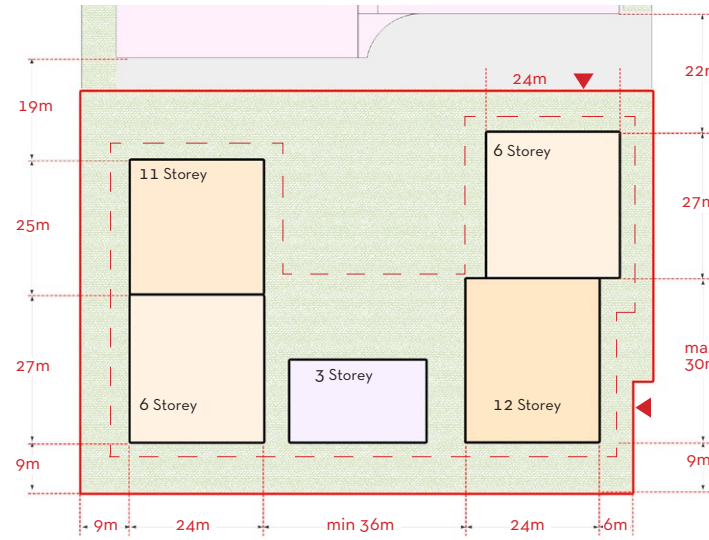 24m
22m
19m
6 Storey
11 Storey
27m
25m
ma
30m
27m
3 Storey
6 Storey
12 Storey
9m
9m
9m
24m
min 36m
24m
6m